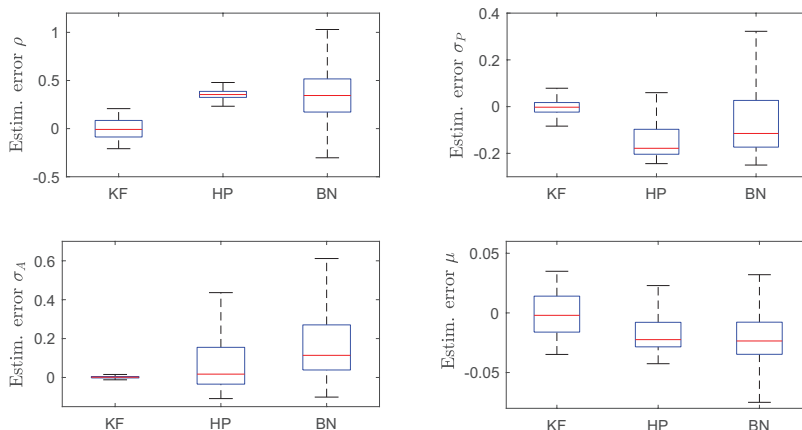 Estim. error ρ
1
0.5
0
-0.5
KF HP BN
Estim. error σ_P
0.4
0.2
0
-0.2
KF HP BN
Estim. error σ_A
0.6
0.4
0.2
0
KF HP BN
Estim. error μ
0.05
0
-0.05
KF HP BN